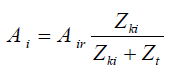 A_i = A_ir Z_ki / (Z_ki + Z_t)